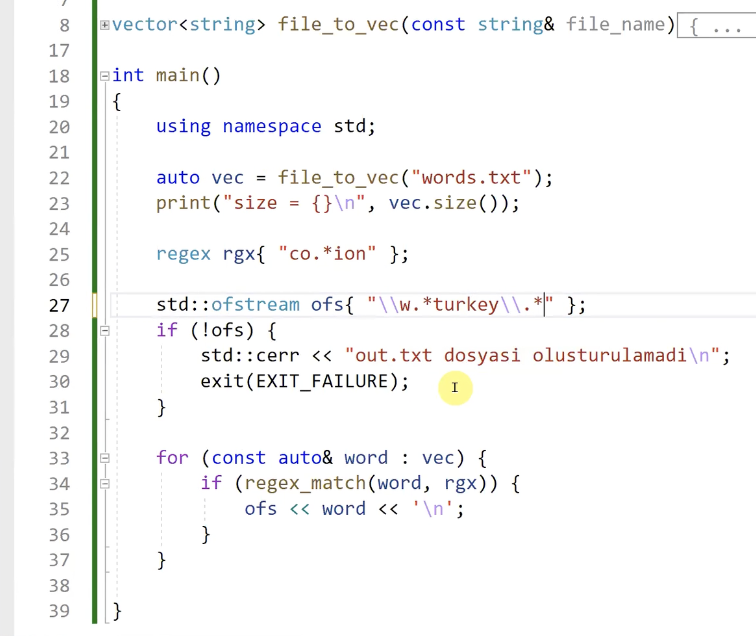 8 vector<string> file_to_vec(const string& file_name) { ...
17
18 int main()
19 {
20 using namespace std;
21
22 auto vec = file_to_vec("words.txt");
23 print("size = {}\n", vec.size());
24
25 regex rgx{ "co.*ion" };
26
27 std::ofstream ofs{ "\\w.*turkey\\.*" };
28 if (!ofs) {
29 std::cerr << "out.txt dosyasi olusturulamadi\n";
30 exit(EXIT_FAILURE);
31 }
32
33 for (const auto& word : vec) {
34 if (regex_match(word, rgx)) {
35 ofs << word << '\n';
36 }
37 }
38
39 }